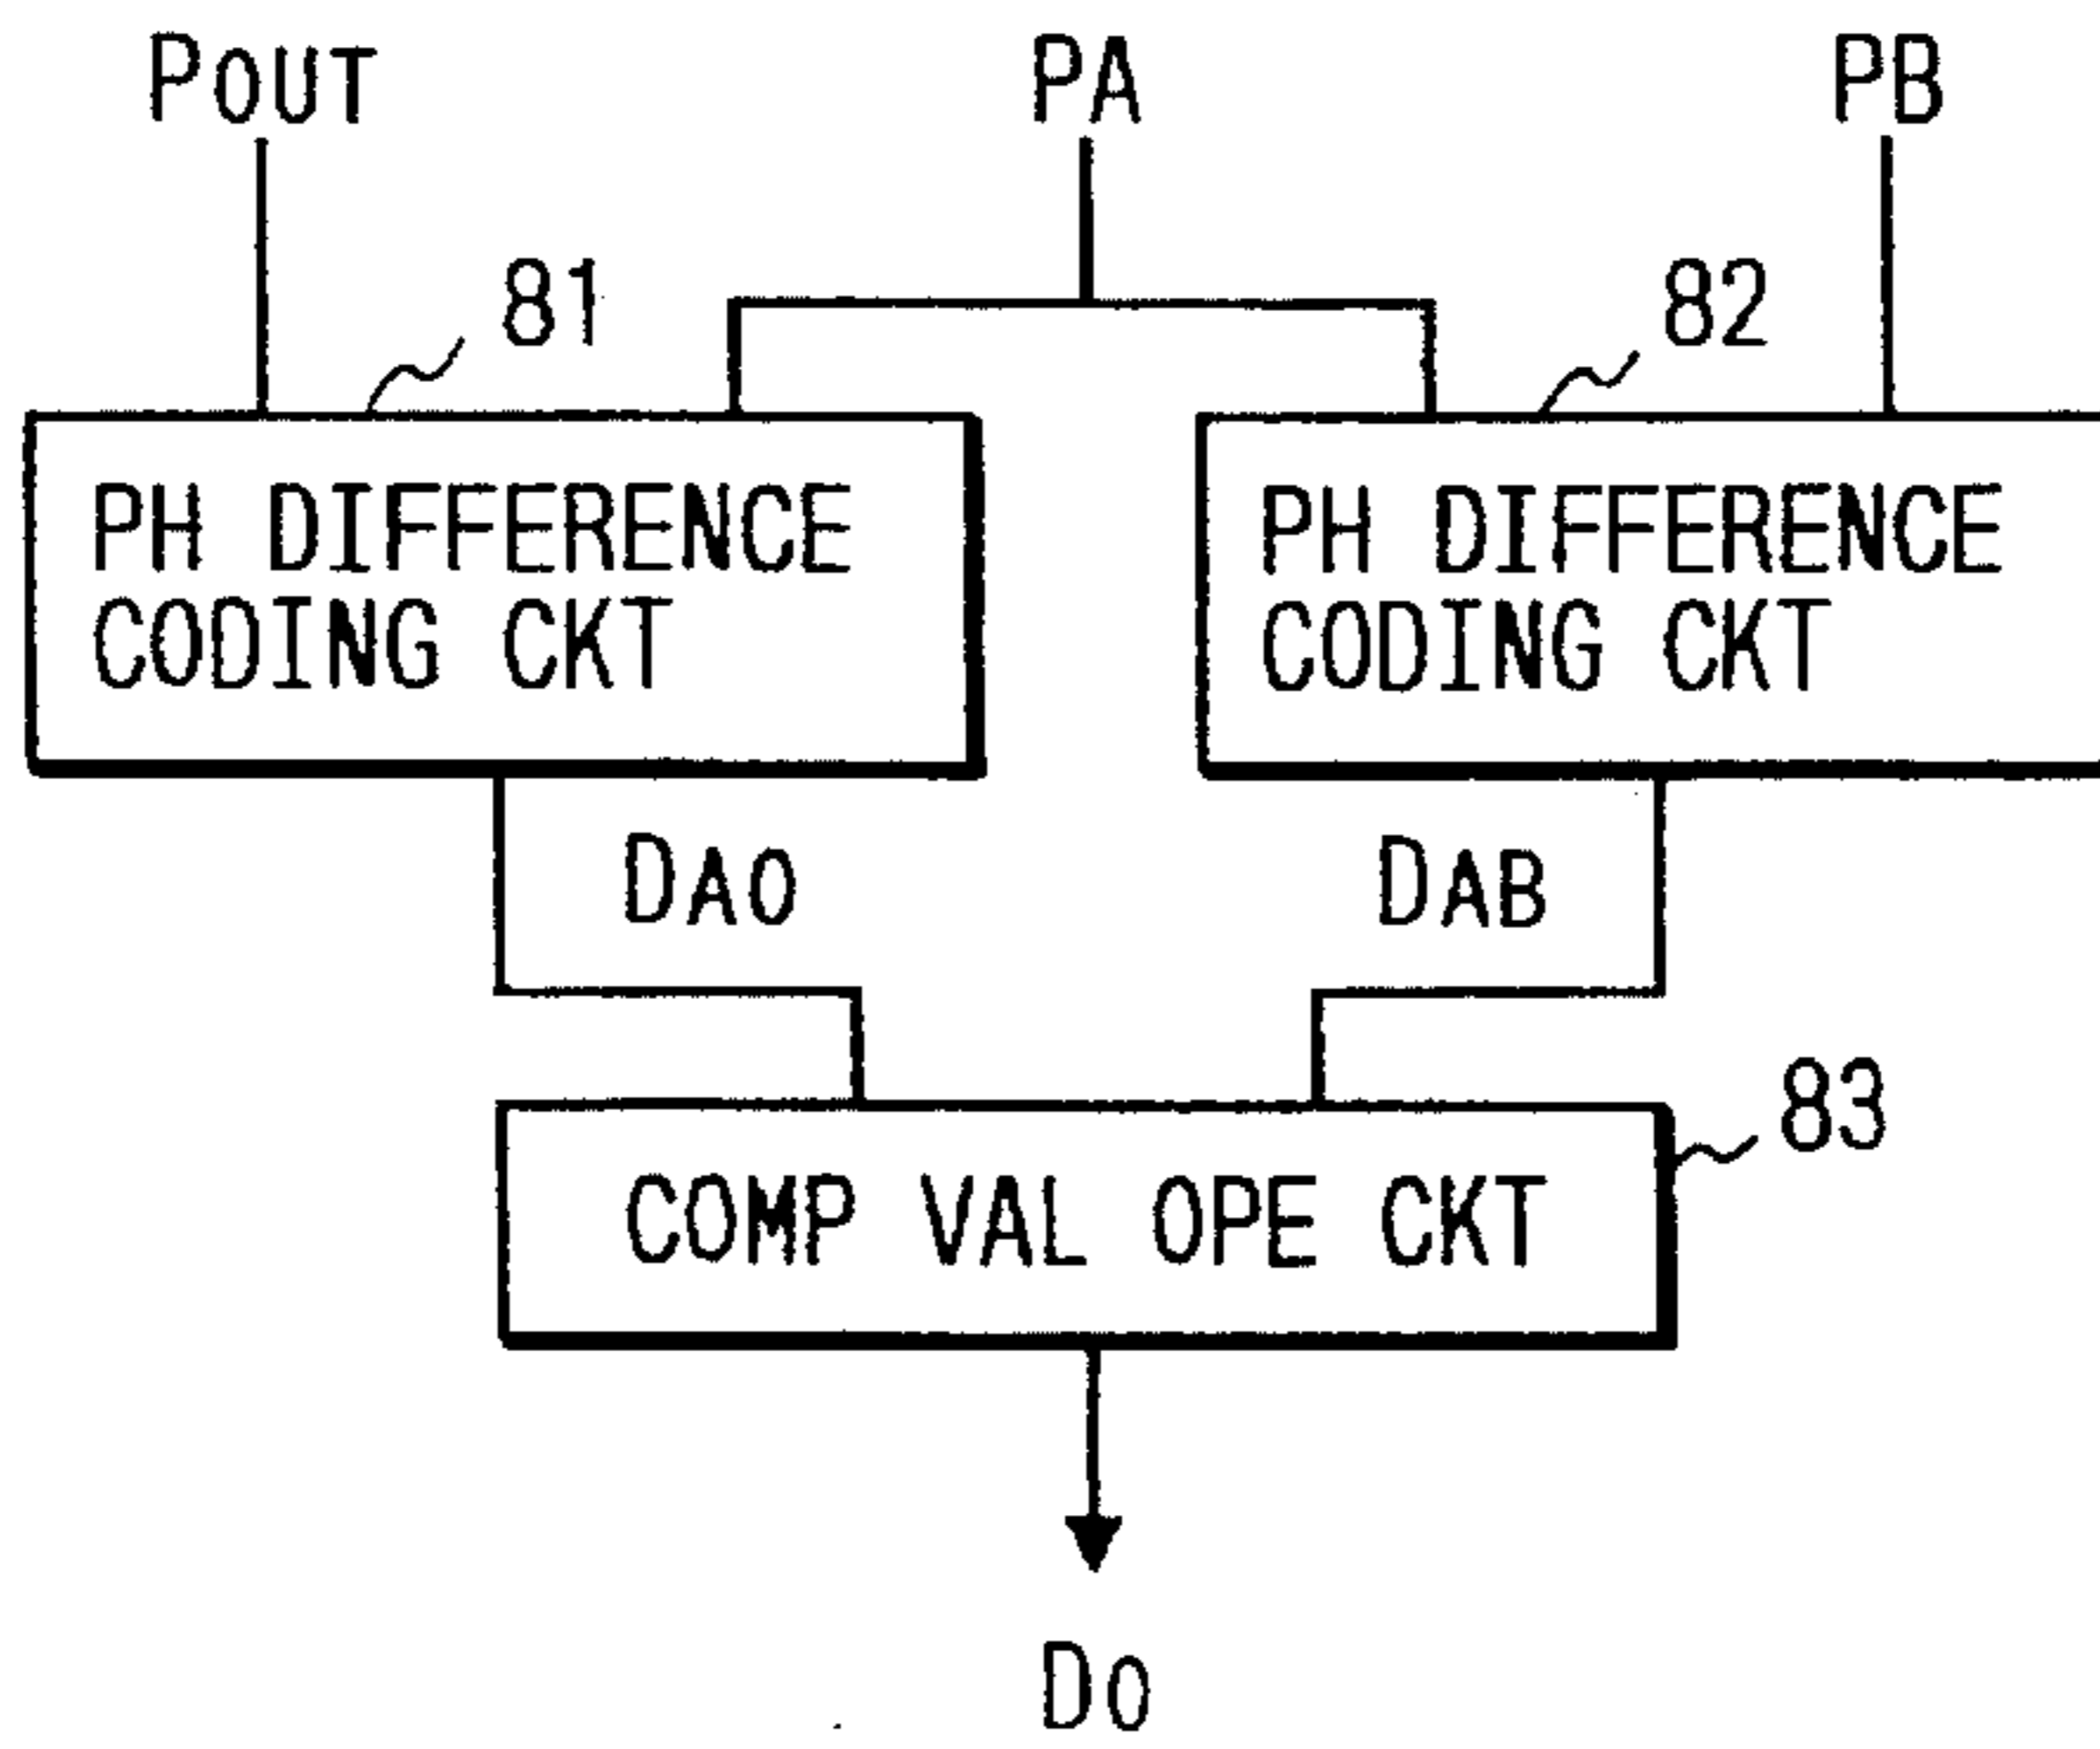 POUT
PA
PB
81
82
PH DIFFERENCE
CODING CKT
PH DIFFERENCE
CODING CKT
DAO
DAB
83
COMP VAL OPE CKT
DO